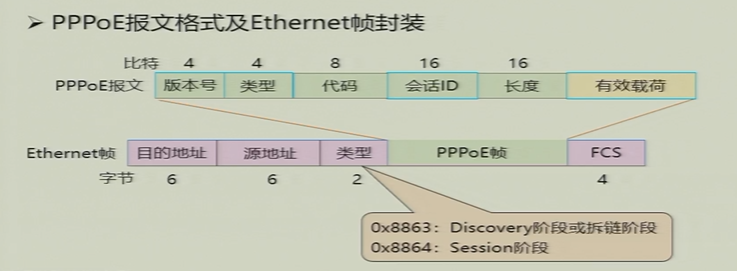 ➢ PPPoE报文格式及Ethernet帧封装
比特 4 4 8 16 16
PPPoE报文 版本号 类型 代码 会话ID 长度 有效载荷
Ethernet帧 目的地址 源地址 类型 PPPoE帧 FCS
字节 6 6 2 4
0x8863：Discovery阶段或拆链阶段
0x8864：Session阶段